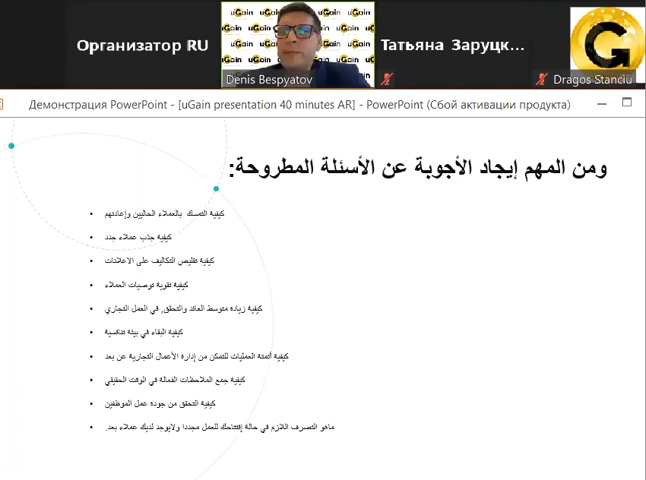 Организатор RU
uGain uGain
Denis Bespyatov
Татьяна Заруцк...
G
Dragos Stanciu
Демонстрация PowerPoint - [uGain presentation 40 minutes AR] - PowerPoint (Сбой активации продукта)
ومن المهم إيجاد الأجوبة عن الأسئلة المطروحة:
كيفية التمسك بالعملاء الحاليين وإعادتهم
كيفية جذب عملاء جدد
كيفية تقليص التكاليف على الاعلانات
كيفية تقوية توصيات العملاء
كيفية زيادة متوسط العائد والتحقق, في العمل التجاري
كيفية البقاء في بيئة تنافسية
كيفية أتمتة العمليات للتمكن من إدارة الأعمال التجارية عن بعد
كيفية جمع الملاحظات الفعالة في الوقت الحقيقي
كيفية التحقق من جودة عمل الموظفين
ماهو التصرف اللازم في حالة إفتتاحك للعمل مجددا ولايوجد لديك عملاء بعد.